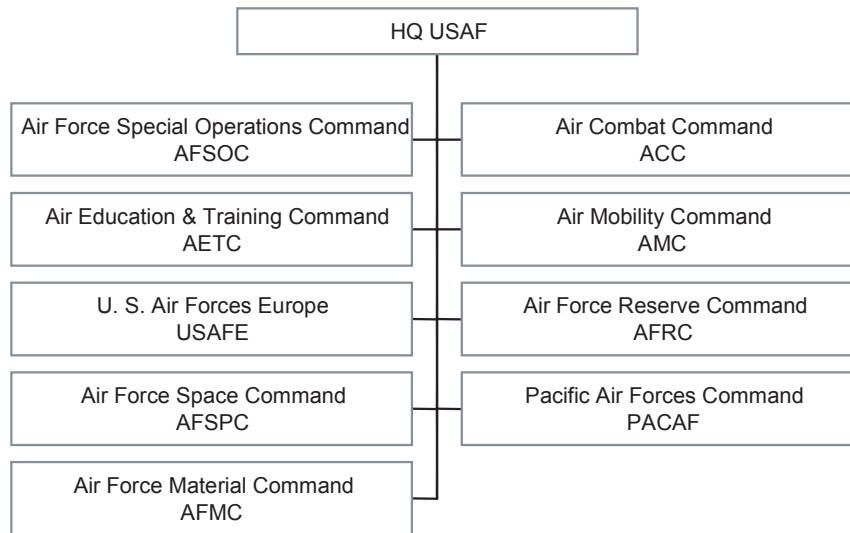 HQ USAF
Air Force Special Operations Command
AFSOC
Air Combat Command
ACC
Air Education & Training Command
AETC
Air Mobility Command
AMC
U. S. Air Forces Europe
USAFE
Air Force Reserve Command
AFRC
Air Force Space Command
AFSPC
Pacific Air Forces Command
PACAF
Air Force Material Command
AFMC